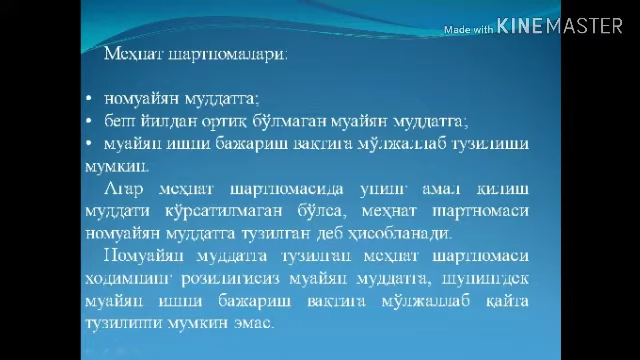 Made with KINEMASTER
Меҳнат шартномалари:
• номуайян муддатга;
• беш йилдан ортиқ бўлмаган муайян муддатга;
• муайян ишни бажариш вақтига мўлжаллаб тузилиши
мумкин.
Агар меҳнат шартномасида унинг амал қилиш
муддати кўрсатилмаган бўлса, меҳнат шартномаси
номуайян муддатга тузилган деб ҳисобланади.
Номуайян муддатга тузилган меҳнат шартномаси
ходимнинг розилигисиз муайян муддатга, шунингдек
муайян ишни бажариш вақтига мўлжаллаб қайта
тузилиши мумкин эмас.